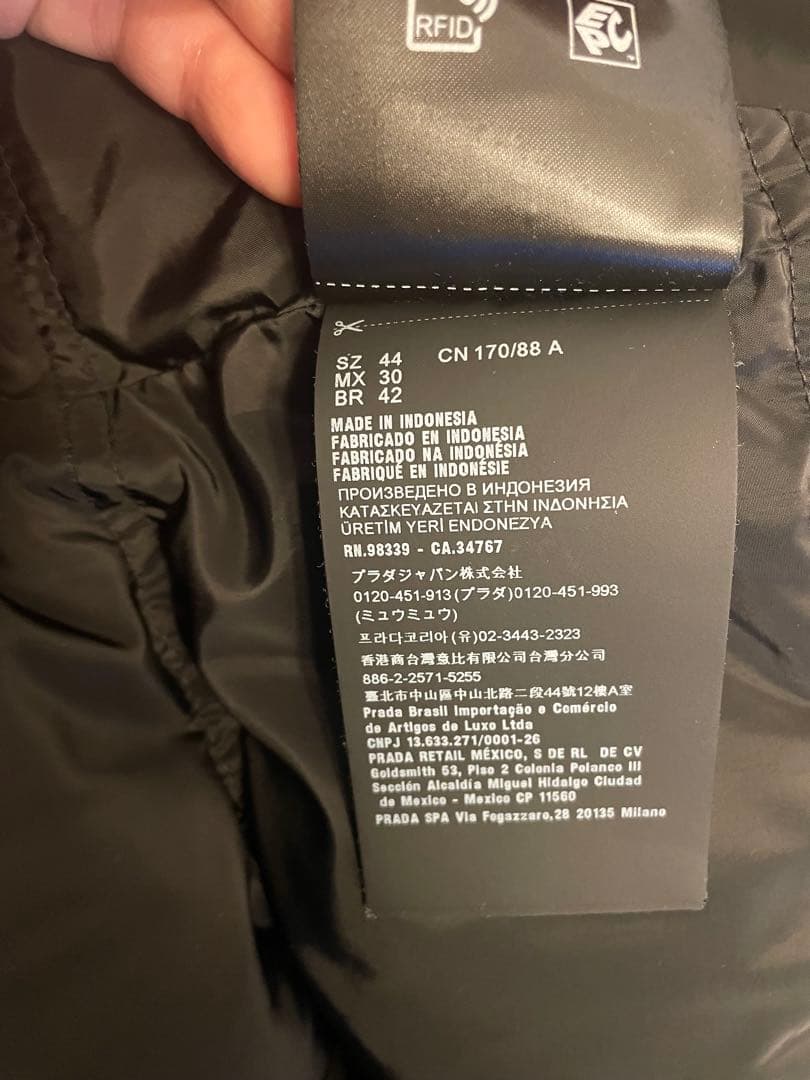 RFID
EPC
™
SZ 44 CN 170/88 A
MX 30
BR 42
MADE IN INDONESIA
FABRICADO EN INDONESIA
FABRICADO NA INDONÉSIA
FABRIQUÉ EN INDONÉSIE
ПРОИЗВЕДЕНО В ИНДОНЕЗИЯ
ΚΑΤΑΣΚΕΥΑΖΕΤΑΙ ΣΤΗΝ ΙΝΔΟΝΗΣΙΑ
ÜRETİM YERİ ENDONEZYA
RN.98339 - CA.34767
プラダジャパン株式会社
0120-451-913(プラダ)0120-451-993
(ミュウミュウ)
프라다코리아(유)02-3443-2323
香港商台灣意比有限公司台灣分公司
886-2-2571-5255
臺北市中山區中山北路二段44號12樓A室
Prada Brasil Importação e Comércio
de Artigos de Luxo Ltda
CNPJ 13.633.271/0001-26
PRADA RETAIL MÉXICO, S DE RL DE CV
Goldsmith 53, Piso 2 Colonia Polanco III
Sección Alcaldía Miguel Hidalgo Ciudad
de Mexico - Mexico CP 11560
PRADA SPA Via Fogazzaro,28 20135 Milano